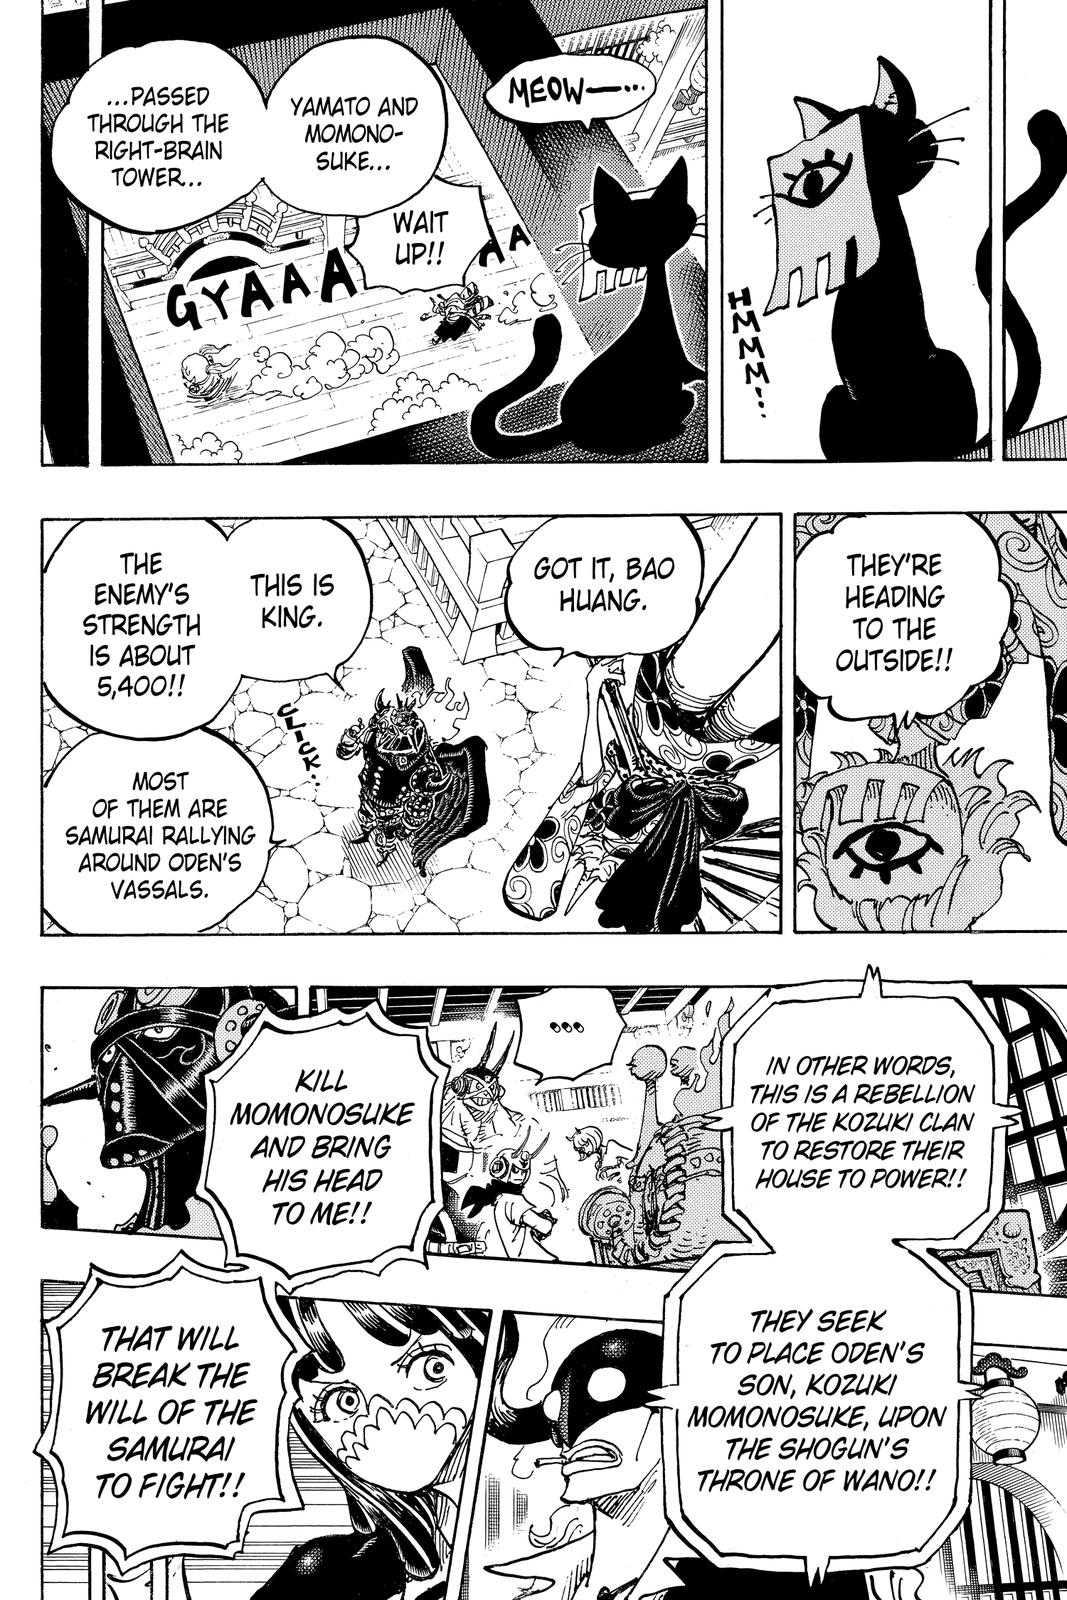 MEOW—...
HMMM!..
YAMATO AND
MOMONO-
SUKE...
...PASSED
THROUGH THE
RIGHT-BRAIN
TOWER...
WAIT
UP!!
GYAAA
AA
THEY'RE
HEADING
TO THE
OUTSIDE!!
GOT IT, BAO
HUANG.
CLICK..
THIS IS
KING.
THE
ENEMY'S
STRENGTH
IS ABOUT
5,400!!
MOST
OF THEM ARE
SAMURAI RALLYING
AROUND ODEN'S
VASSALS.
IN OTHER WORDS,
THIS IS A REBELLION
OF THE KOZUKI CLAN
TO RESTORE THEIR
HOUSE TO POWER!!
...
THEY SEEK
TO PLACE ODEN'S
SON, KOZUKI
MOMONOSUKE, UPON
THE SHOGUN'S
THRONE OF WANO!!
KILL
MOMONOSUKE
AND BRING
HIS HEAD
TO ME!!
THAT WILL
BREAK THE
WILL OF THE
SAMURAI
TO FIGHT!!